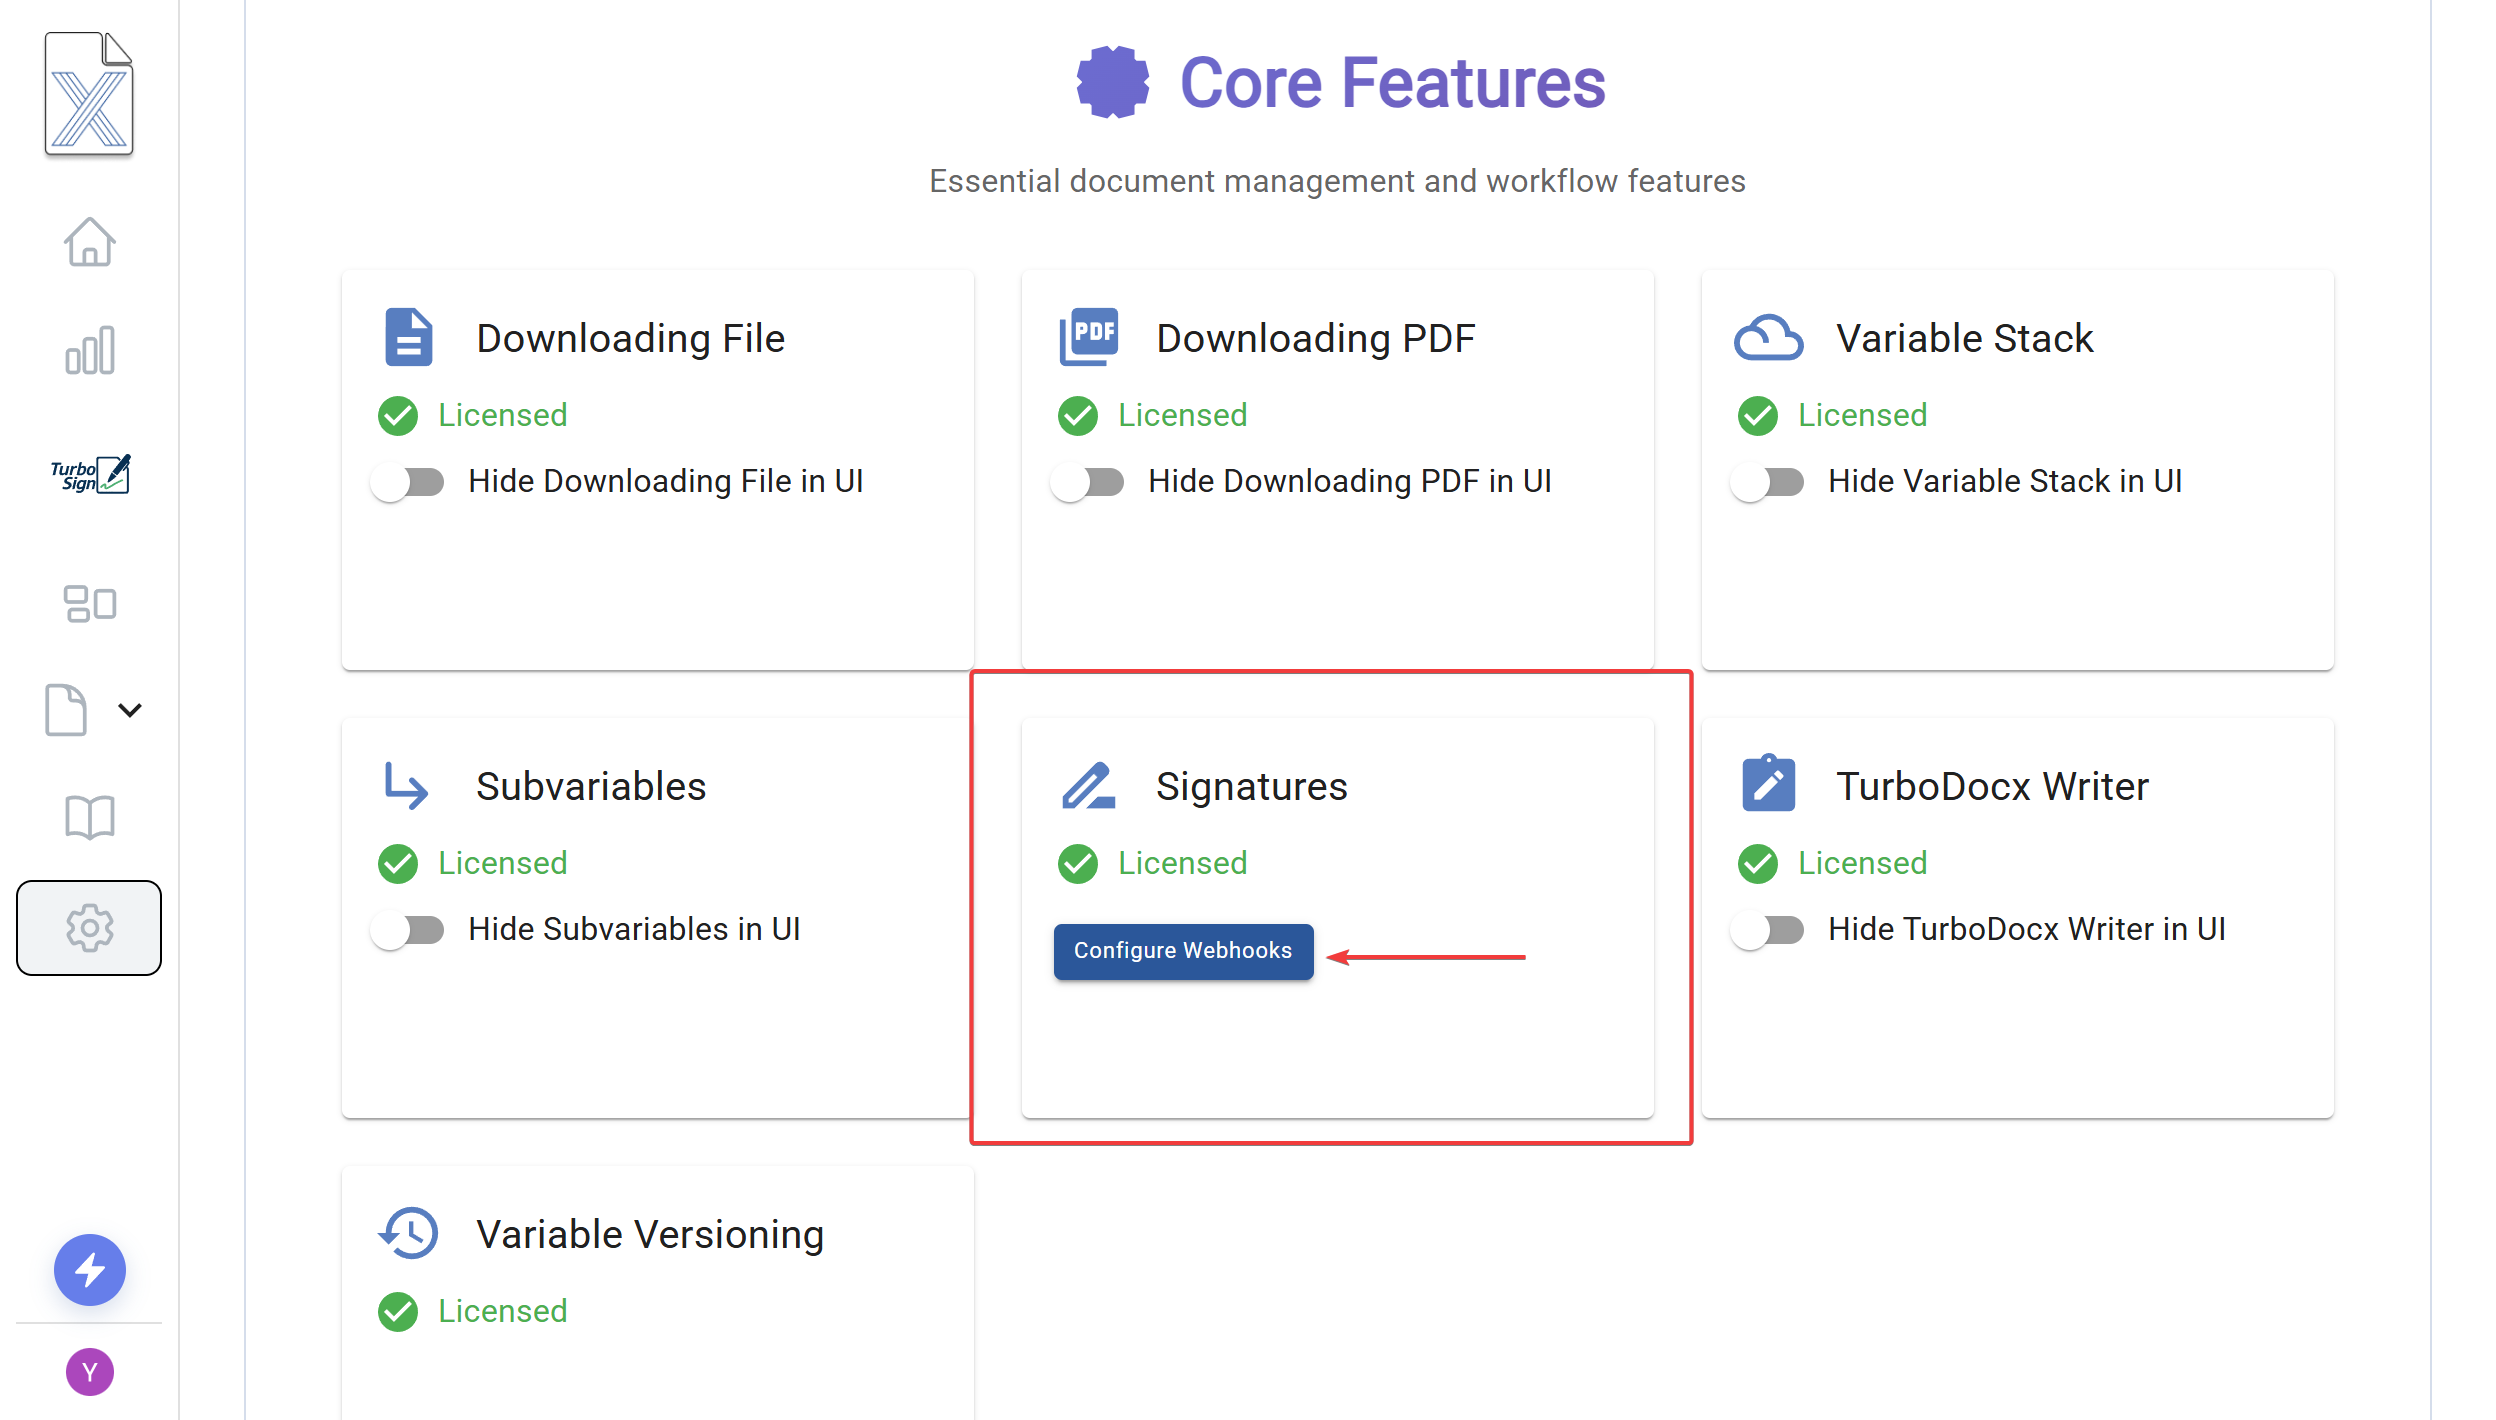 Core Features
Essential document management and workflow features
Turbo
Sign
Downloading File
Licensed
Hide Downloading File in UI
PDF
Downloading PDF
Licensed
Hide Downloading PDF in UI
Variable Stack
Licensed
Hide Variable Stack in UI
Subvariables
Licensed
Hide Subvariables in UI
Signatures
Licensed
Configure Webhooks
TurboDocx Writer
Licensed
Hide TurboDocx Writer in UI
Variable Versioning
Licensed
Y